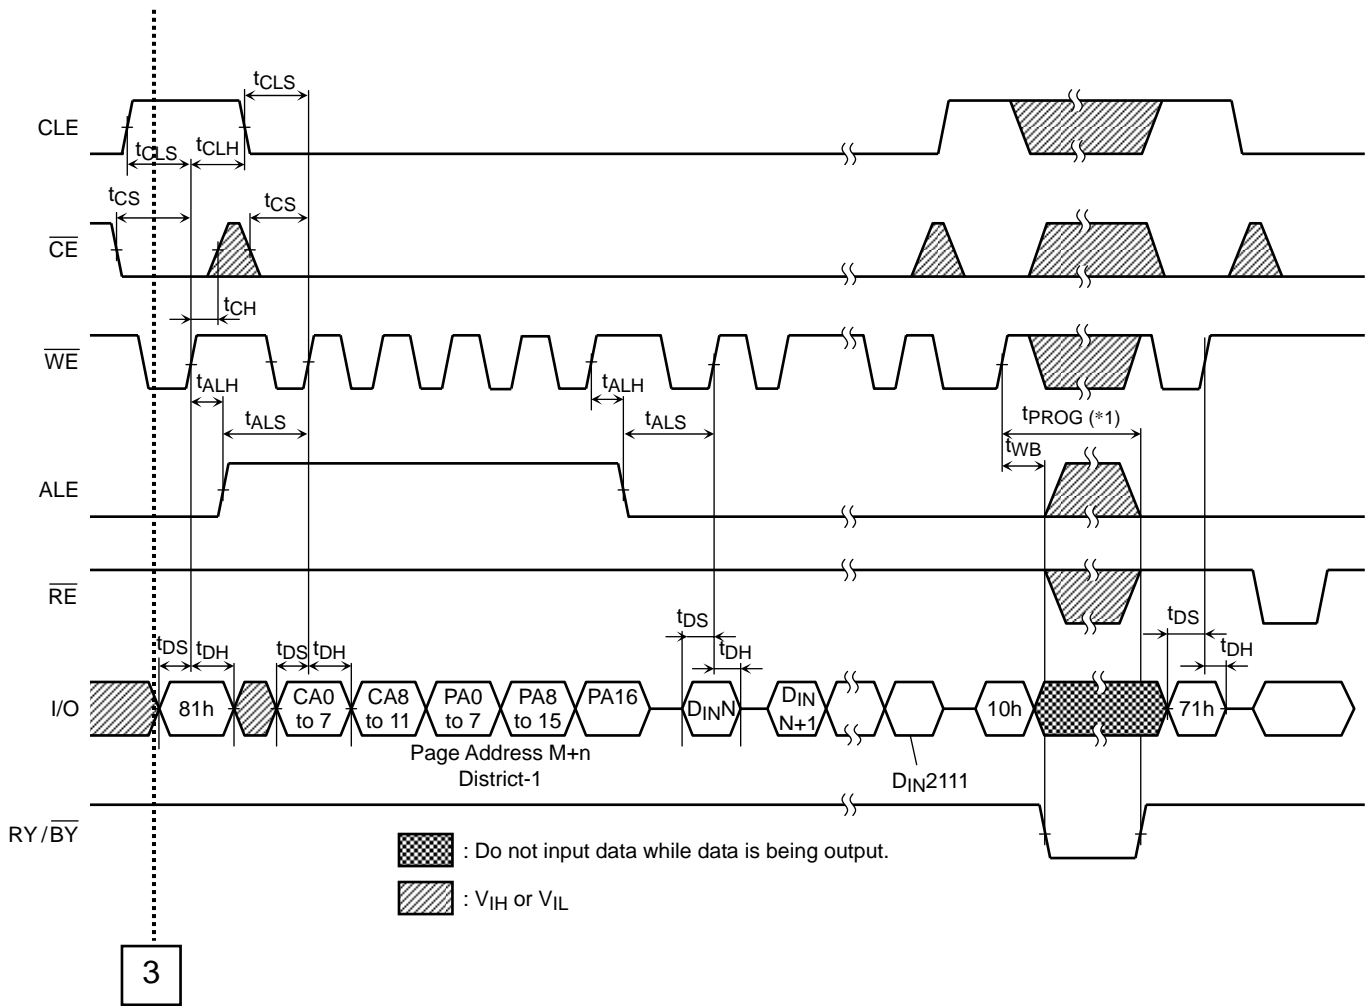 tCLS
CLE
tCLS
tCLH
tCS
tCS
CE
tCH
WE
tALH
tALH
tALS
tALS
tPROG (*1)
tWB
ALE
RE
tDS
tDH
tDS
tDH
tDS
tDH
tDS
tDH
I/O
81h
CA0
to 7
CA8
to 11
PA0
to 7
PA8
to 15
PA16
DINN
DIN
N+1
10h
71h
Page Address M+n
District-1
DIN2111
RY/BY
: Do not input data while data is being output.
: VIH or VIL
3